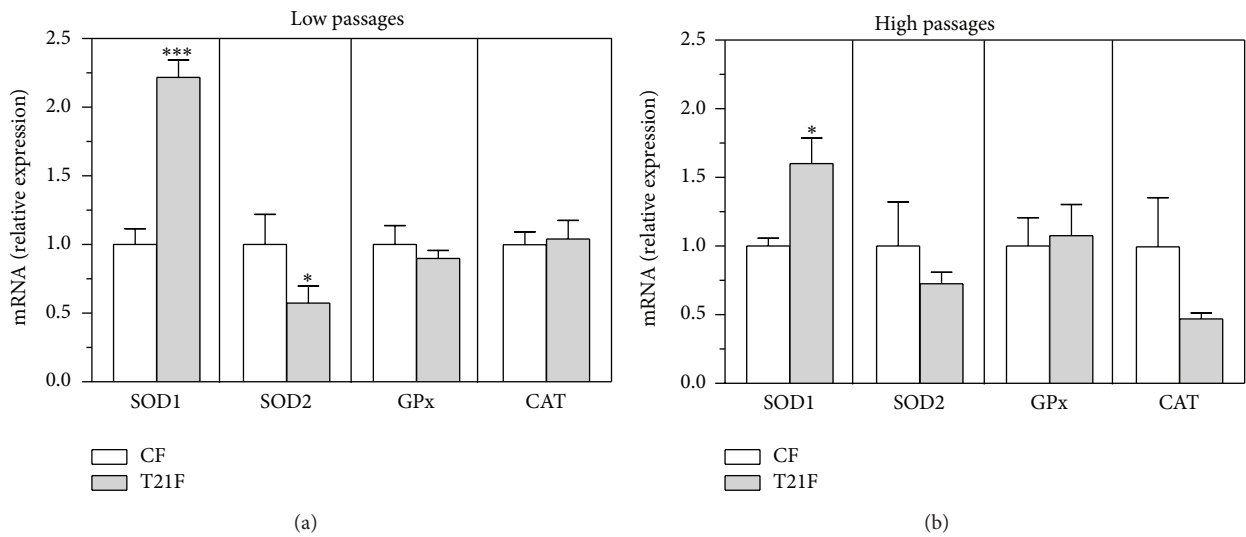 Low passages
2.5
2.0
1.5
1.0
0.5
0.0
mRNA (relative expression)
***
*
SOD1 SOD2 GPx CAT
CF
T21F
(a)
High passages
2.5
2.0
1.5
1.0
0.5
0.0
mRNA (relative expression)
*
SOD1 SOD2 GPx CAT
CF
T21F
(b)